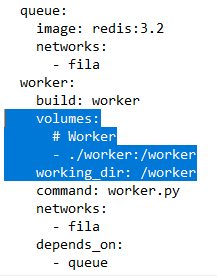 queue:
  image: redis:3.2
  networks:
    - fila
worker:
  build: worker
  volumes:
    # Worker
    - ./worker:/worker
  working_dir: /worker
  command: worker.py
  networks:
    - fila
  depends_on:
    - queue